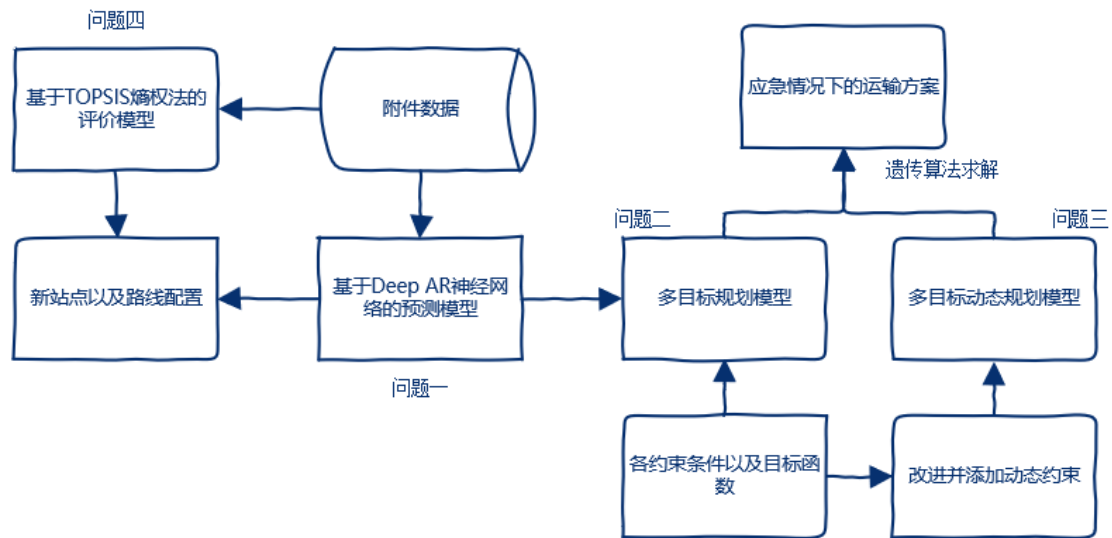 问题四
基于TOPSIS熵权法的
评价模型
附件数据
应急情况下的运输方案
遗传算法求解
问题二
问题三
新站点以及路线配置
基于Deep AR神经网
络的预测模型
多目标规划模型
多目标动态规划模型
问题一
各约束条件以及目标函
数
改进并添加动态约束